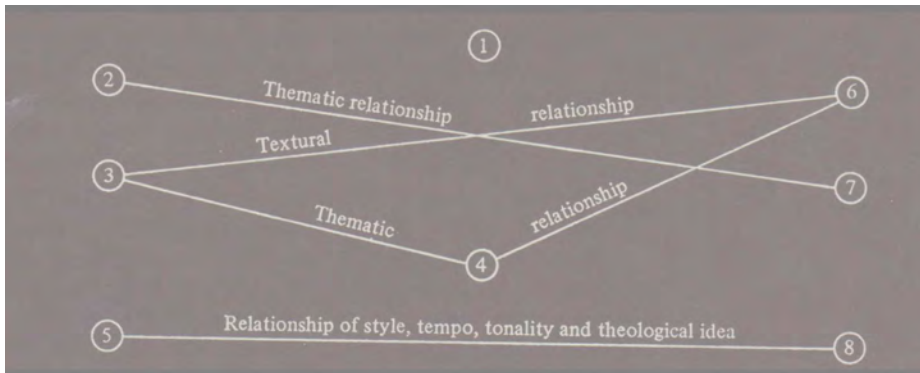 1
2
6
Thematic relationship
relationship
Textural
3
7
Thematic
relationship
4
Relationship of style, tempo, tonality and theological idea
5
8